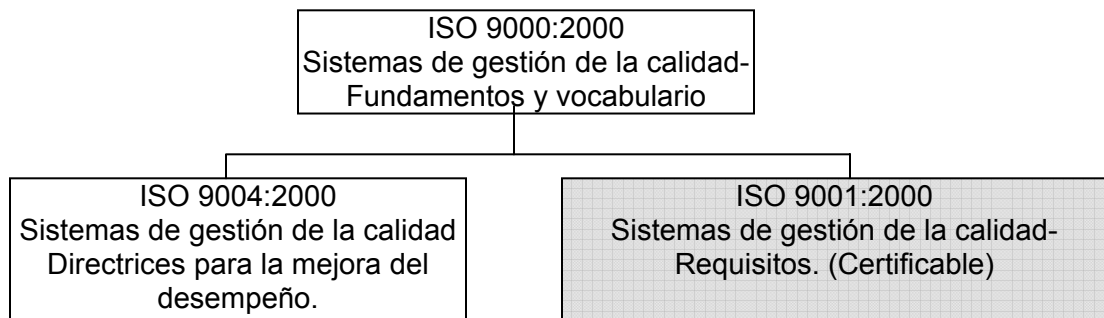 ISO 9000:2000
Sistemas de gestión de la calidad-
Fundamentos y vocabulario
ISO 9004:2000
Sistemas de gestión de la calidad
Directrices para la mejora del
desempeño.
ISO 9001:2000
Sistemas de gestión de la calidad-
Requisitos. (Certificable)